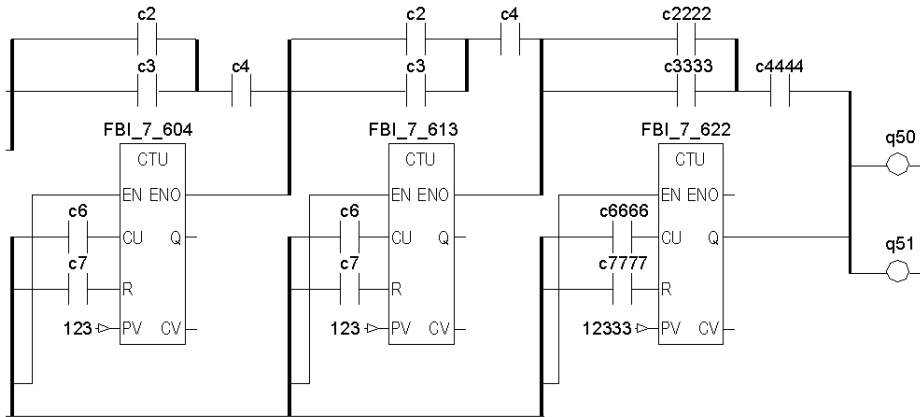 c2 c2 c4 c2222
c3 c4 c3 c3333 c4444
FBI_7_604 FBI_7_613 FBI_7_622
CTU CTU CTU
q50
EN ENO EN ENO EN ENO
c6 c6 c6666
CU Q CU Q CU Q
q51
c7 c7 c7777
R R R
123 PV CV 123 PV CV 12333 PV CV